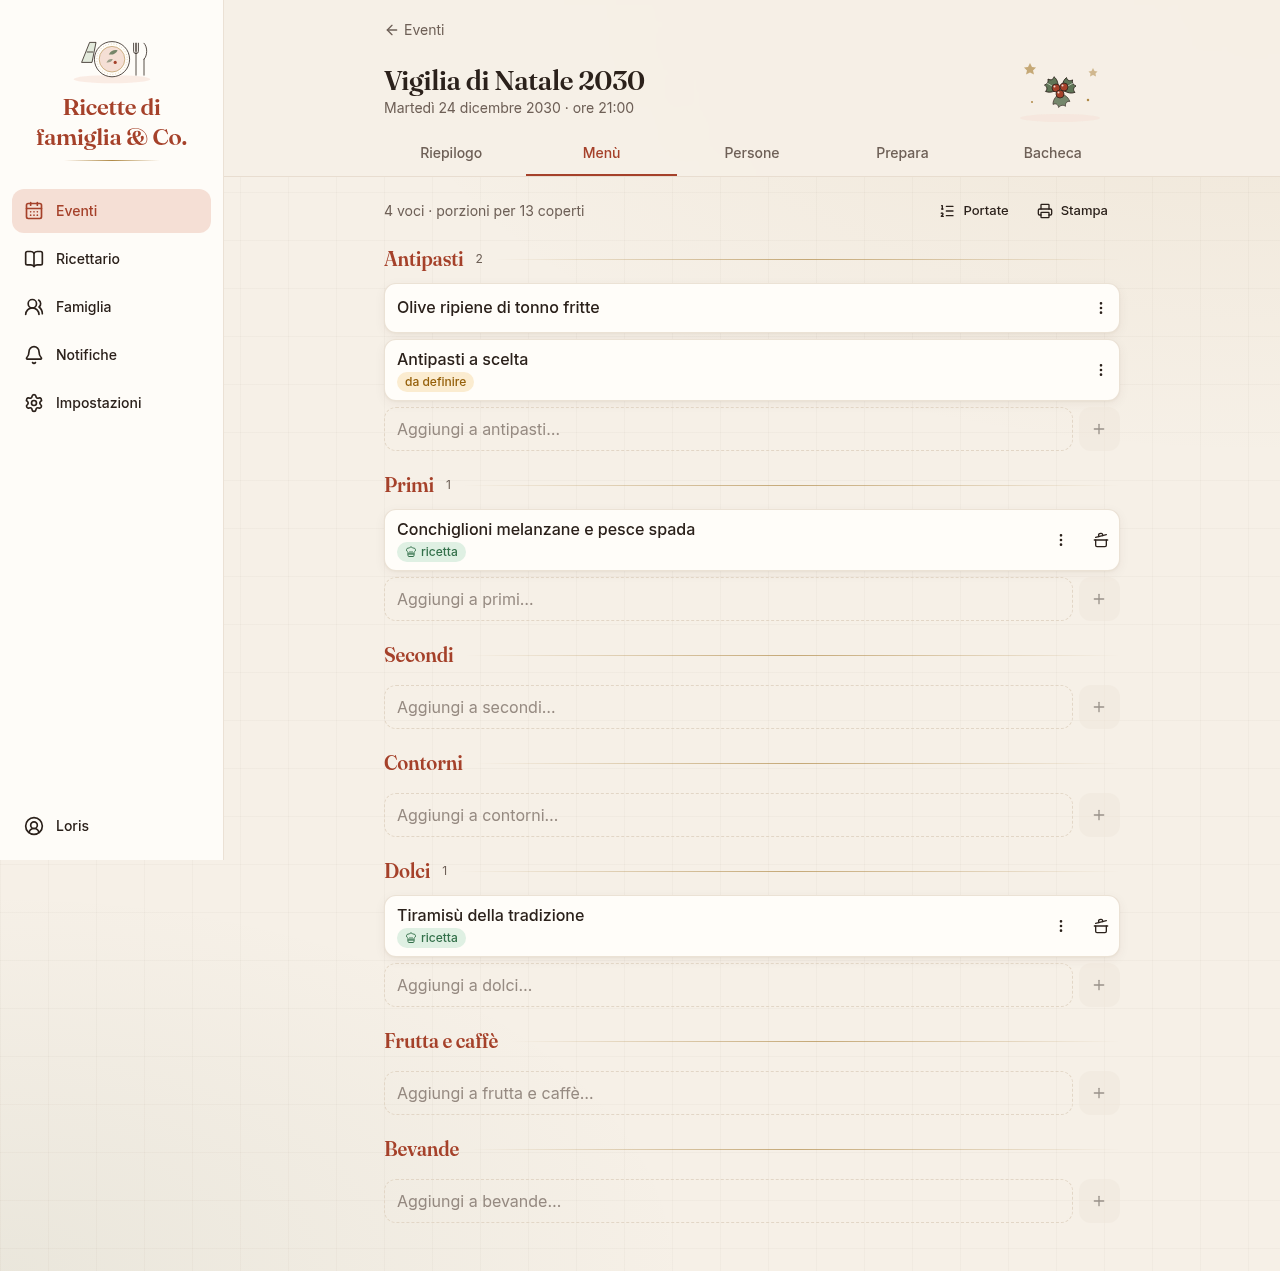 Ricette di
famiglia & Co.
Eventi
Ricettario
Famiglia
Notifiche
Impostazioni
Loris
Eventi
Vigilia di Natale 2030
Martedì 24 dicembre 2030 · ore 21:00
Riepilogo
Menù
Persone
Prepara
Bacheca
4 voci · porzioni per 13 coperti
Portate
Stampa
Antipasti 2
Olive ripiene di tonno fritte
Antipasti a scelta
da definire
Aggiungi a antipasti…
Primi 1
Conchiglioni melanzane e pesce spada
ricetta
Aggiungi a primi…
Secondi
Aggiungi a secondi…
Contorni
Aggiungi a contorni…
Dolci 1
Tiramisù della tradizione
ricetta
Aggiungi a dolci…
Frutta e caffè
Aggiungi a frutta e caffè…
Bevande
Aggiungi a bevande…